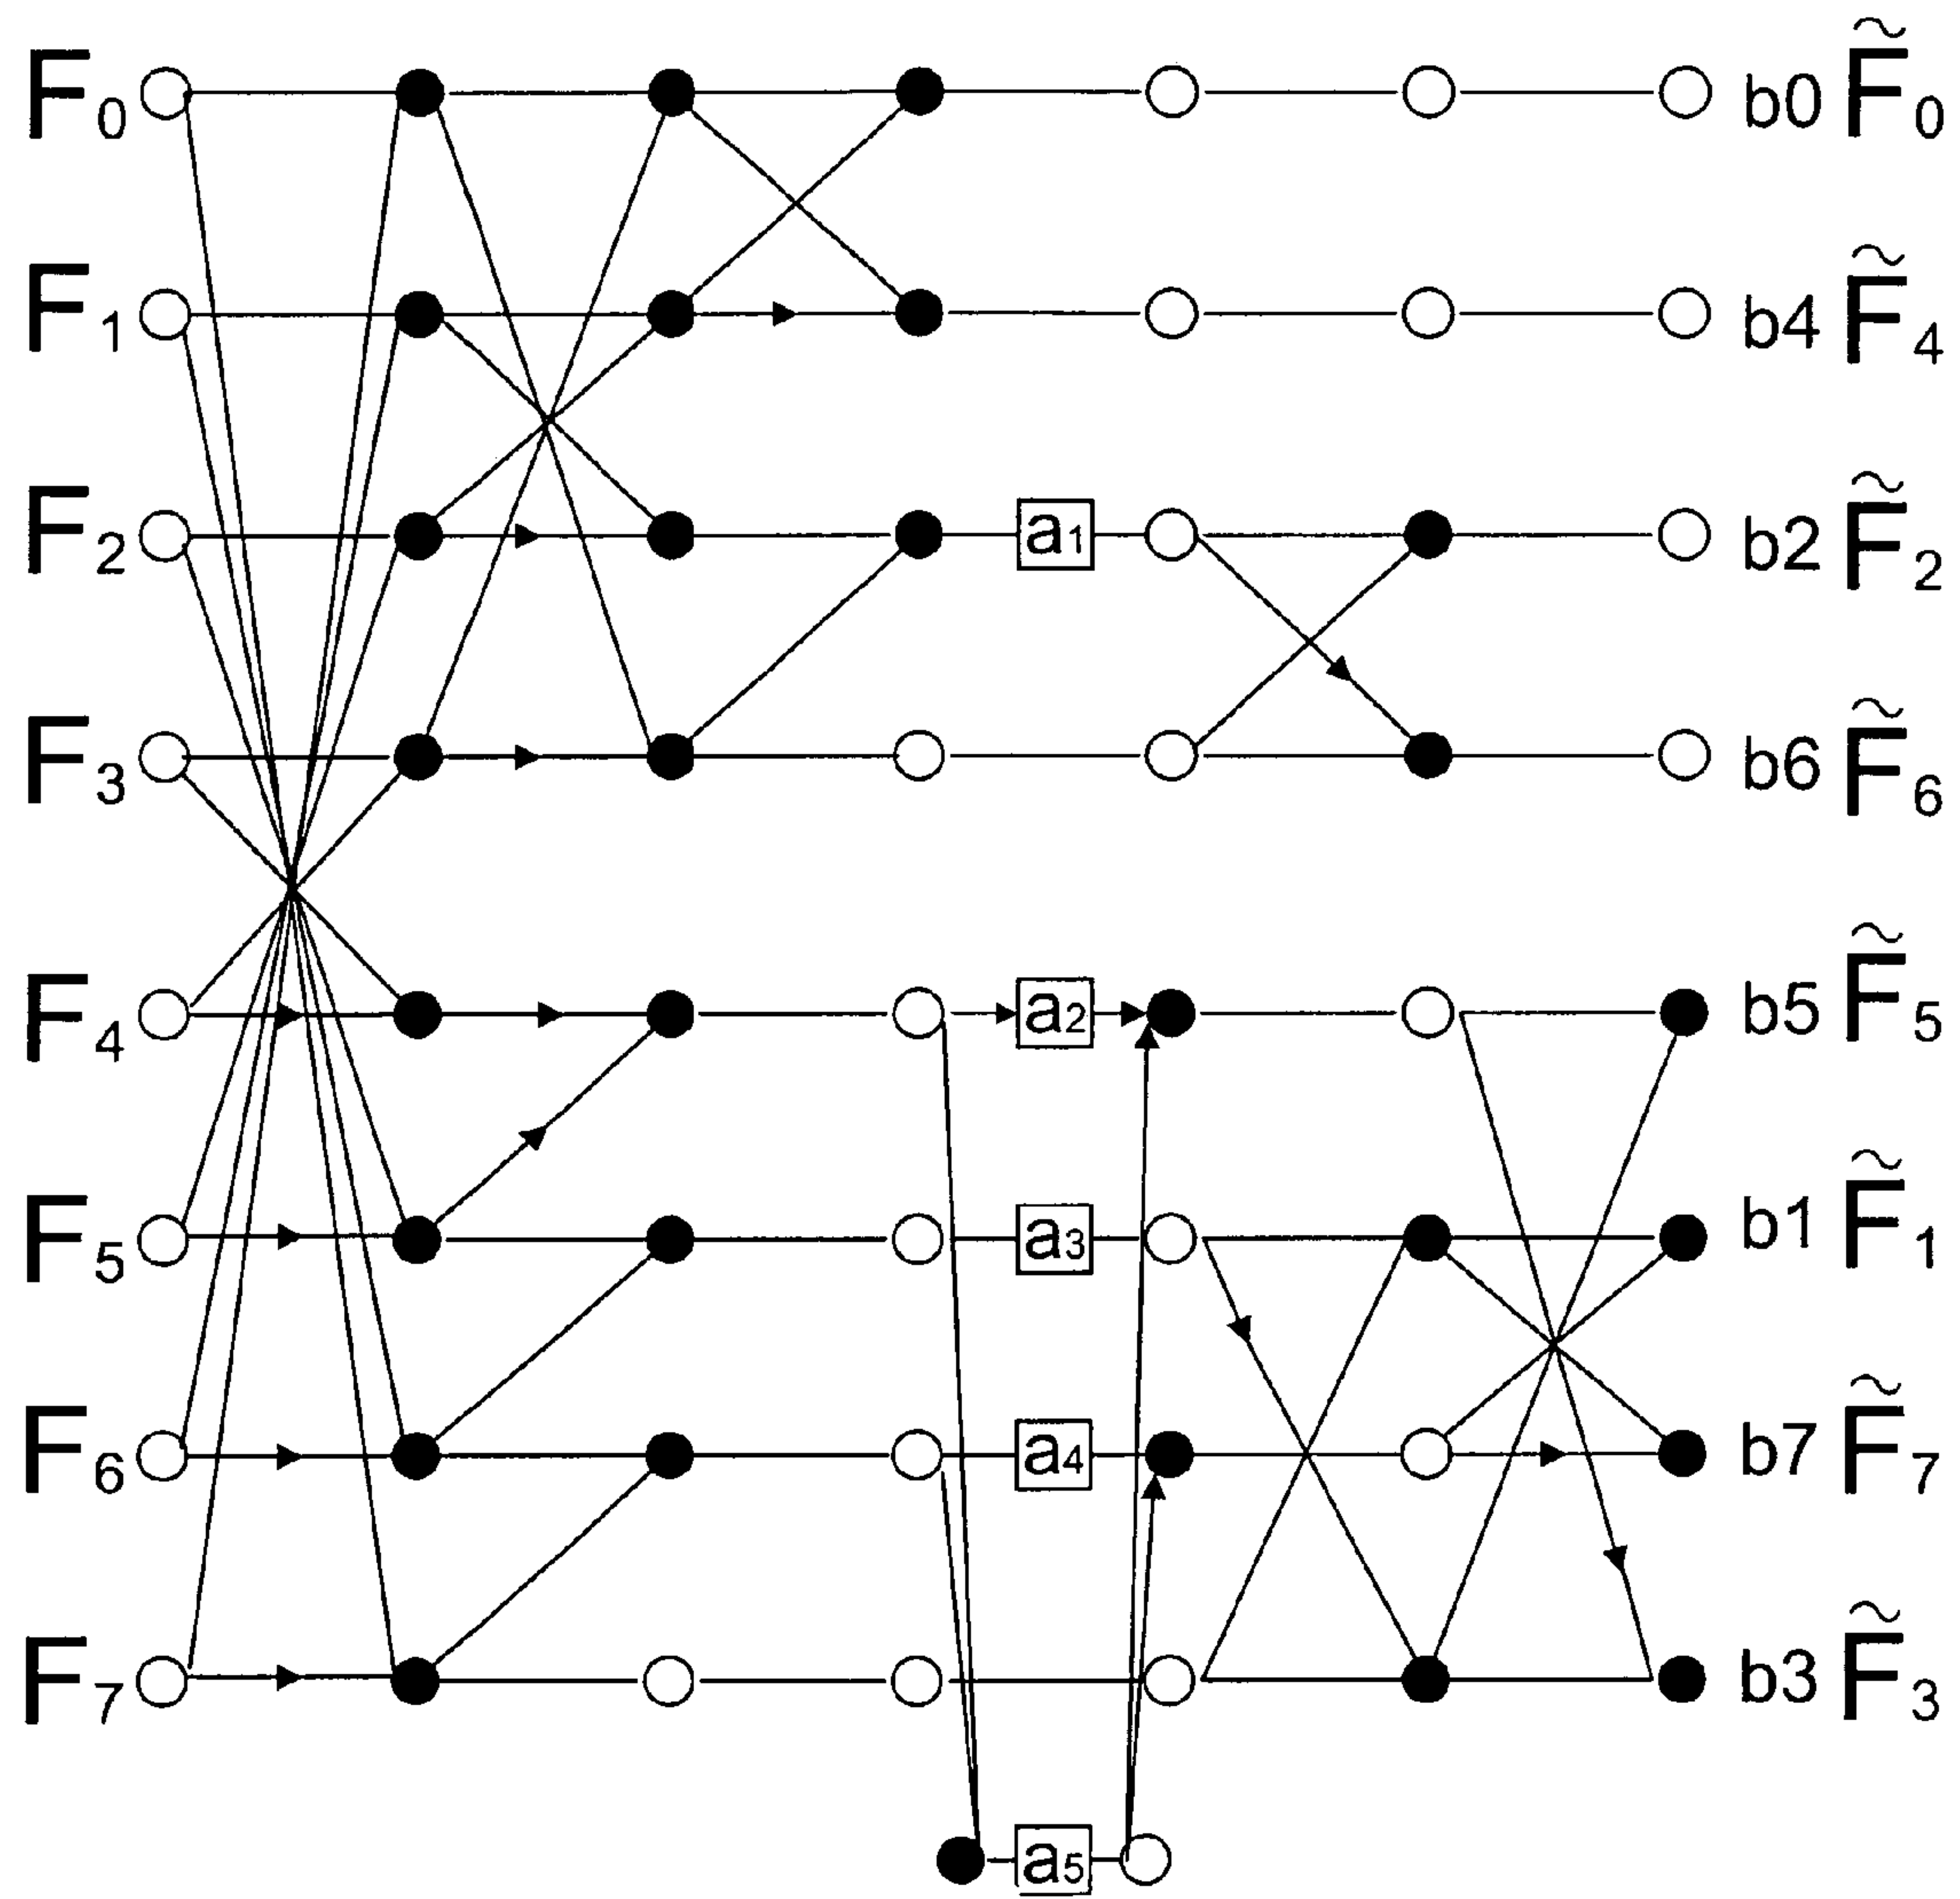 F₀ b0 F̃₀
F₁ b4 F̃₄
F₂ a₁ b2 F̃₂
F₃ b6 F̃₆
F₄ a₂ b5 F̃₅
F₅ a₃ b1 F̃₁
F₆ a₄ b7 F̃₇
F₇ b3 F̃₃
a₅